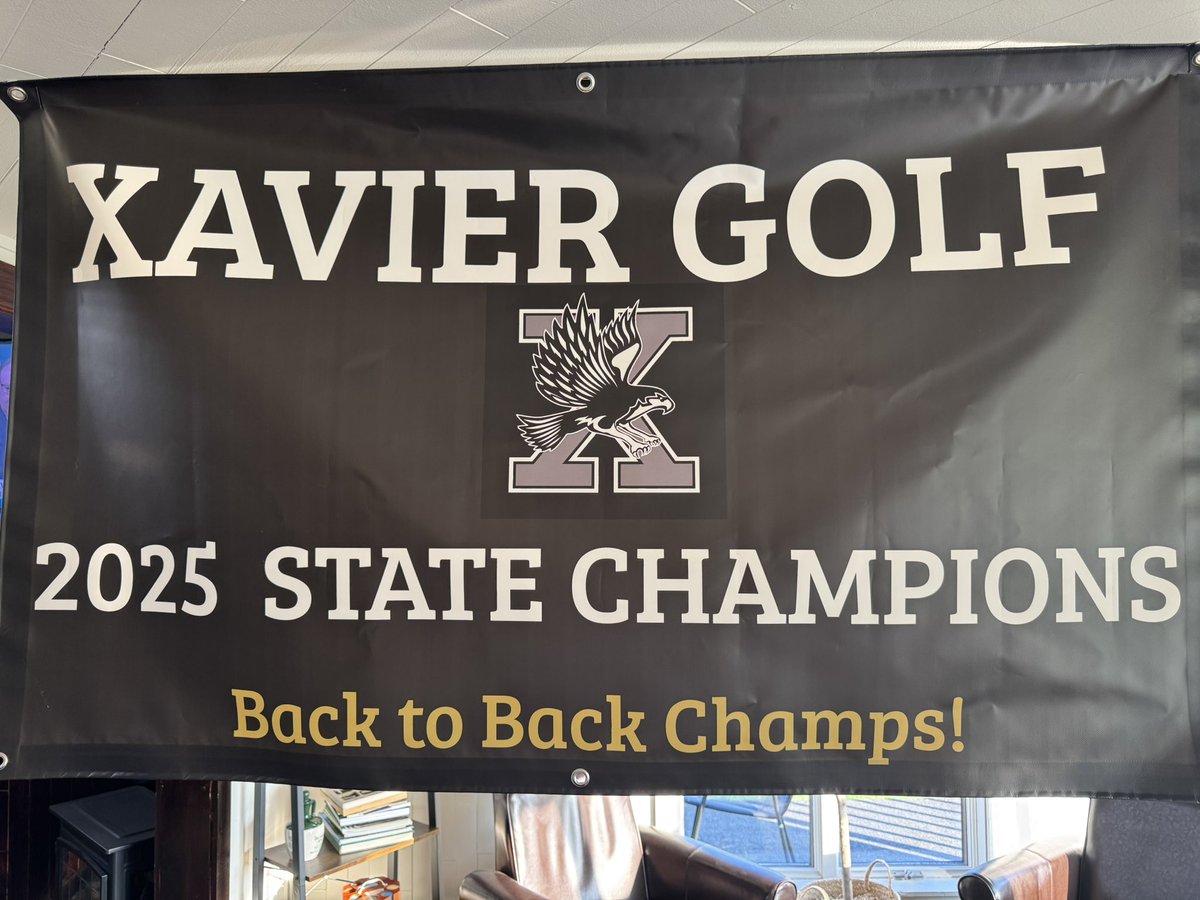 XAVIER GOLF
X
2025 STATE CHAMPIONS
Back to Back Champs!